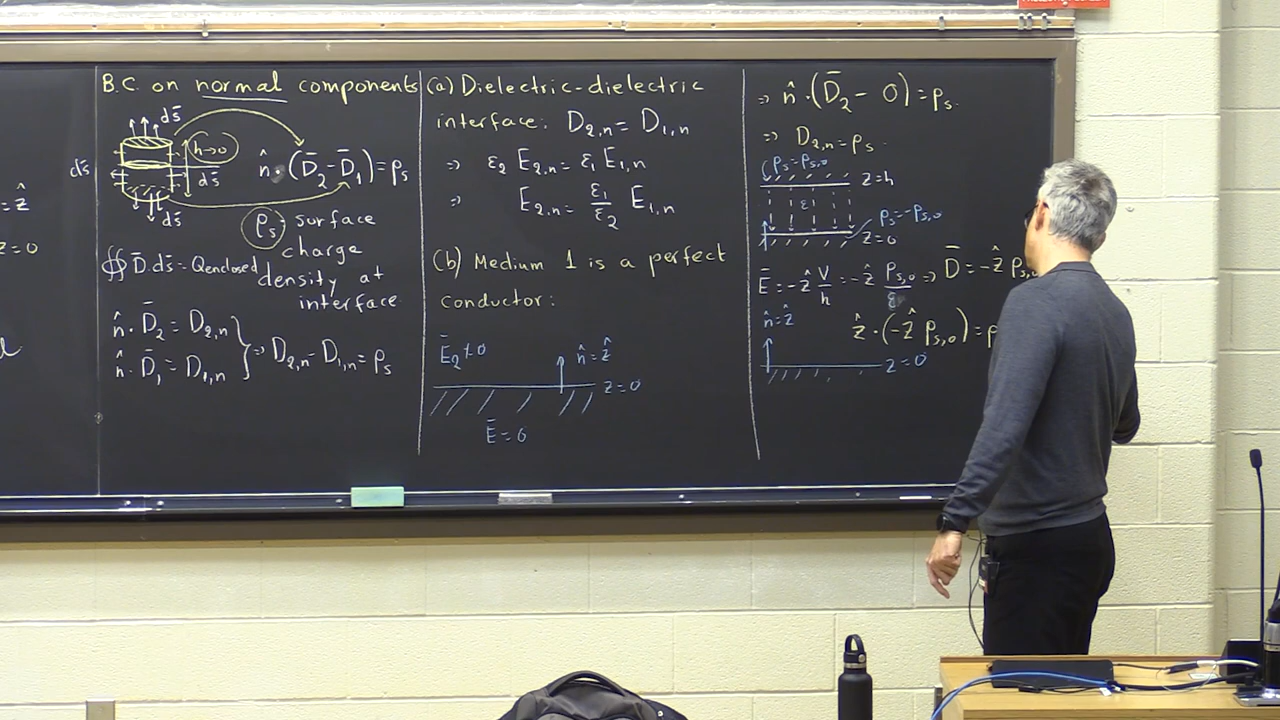 = ẑ
z=0
B.C. on normal components
ds̄
h→0
ds̄
ds̄
ds̄
n̂·(D̄₂-D̄₁)=ρₛ
ρₛ: surface
charge
density at
interface
∯ D̄.ds̄ = Qenclosed
n̂·D̄₂ = D₂,ₙ
n̂·D̄₁ = D₁,ₙ
} ⇒ D₂,ₙ-D₁,ₙ=ρₛ
(a) Dielectric-dielectric
interface: D₂,ₙ = D₁,ₙ
⇒ ε₂ E₂,ₙ = ε₁ E₁,ₙ
⇒ E₂,ₙ = ε₁/ε₂ E₁,ₙ
(b) Medium 1 is a perfect
conductor:
Ē₂≠0
n̂=ẑ
z=0
Ē=0
⇒ n̂·(D̄₂- 0)=ρₛ.
⇒ D₂,ₙ=ρₛ.
ρₛ=ρₛ,₀
z=h
ε
ρₛ=-ρₛ,₀
z=0
Ē=-ẑ V/h =-ẑ ρₛ,₀/ε ⇒ D̄ = -ẑ ρₛ,₀
n̂=ẑ
ẑ·(-ẑ ρₛ,₀)=
z=0